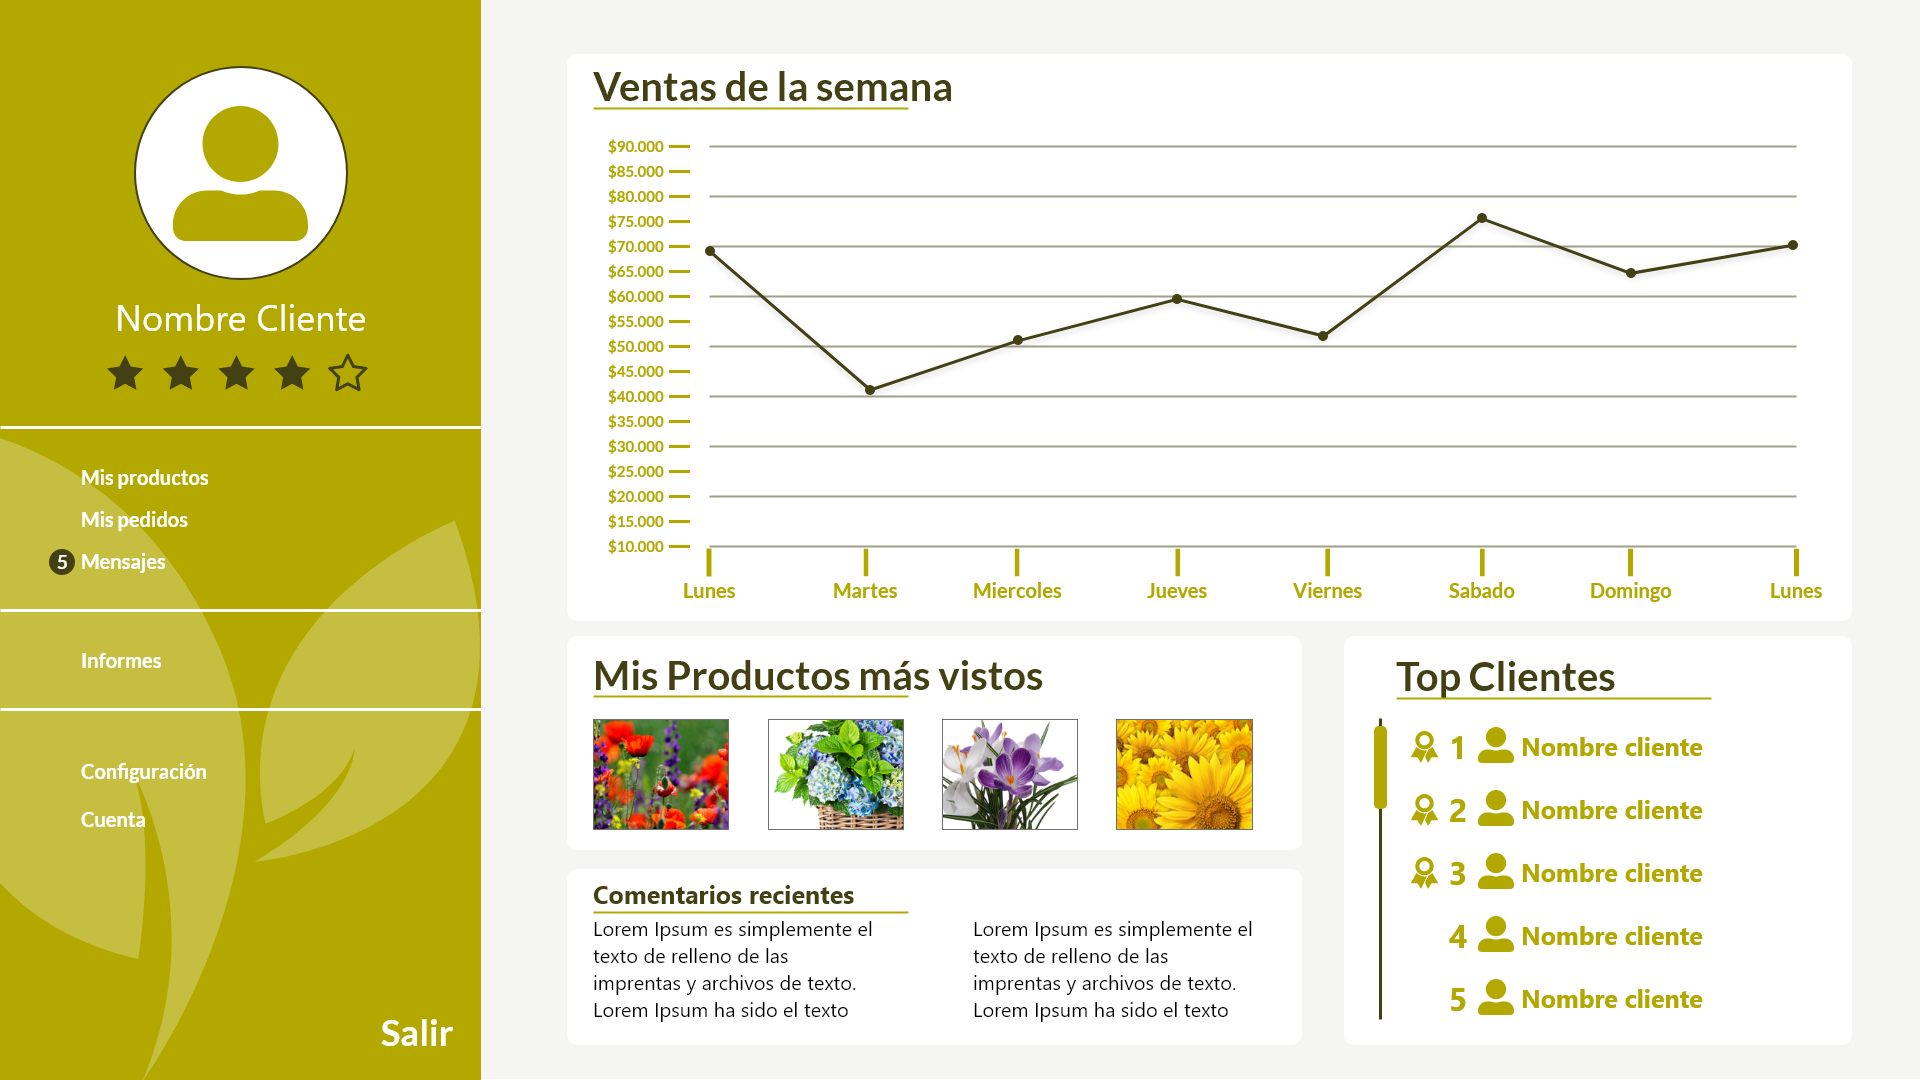 Nombre Cliente
Mis productos
Mis pedidos
5 Mensajes
Informes
Configuración
Cuenta
Salir
Ventas de la semana
$90.000
$85.000
$80.000
$75.000
$70.000
$65.000
$60.000
$55.000
$50.000
$45.000
$40.000
$35.000
$30.000
$25.000
$20.000
$15.000
$10.000
Lunes Martes Miercoles Jueves Viernes Sabado Domingo Lunes
Mis Productos más vistos
Comentarios recientes
Lorem Ipsum es simplemente el
texto de relleno de las
imprentas y archivos de texto.
Lorem Ipsum ha sido el texto
Lorem Ipsum es simplemente el
texto de relleno de las
imprentas y archivos de texto.
Lorem Ipsum ha sido el texto
Top Clientes
1 Nombre cliente
2 Nombre cliente
3 Nombre cliente
4 Nombre cliente
5 Nombre cliente